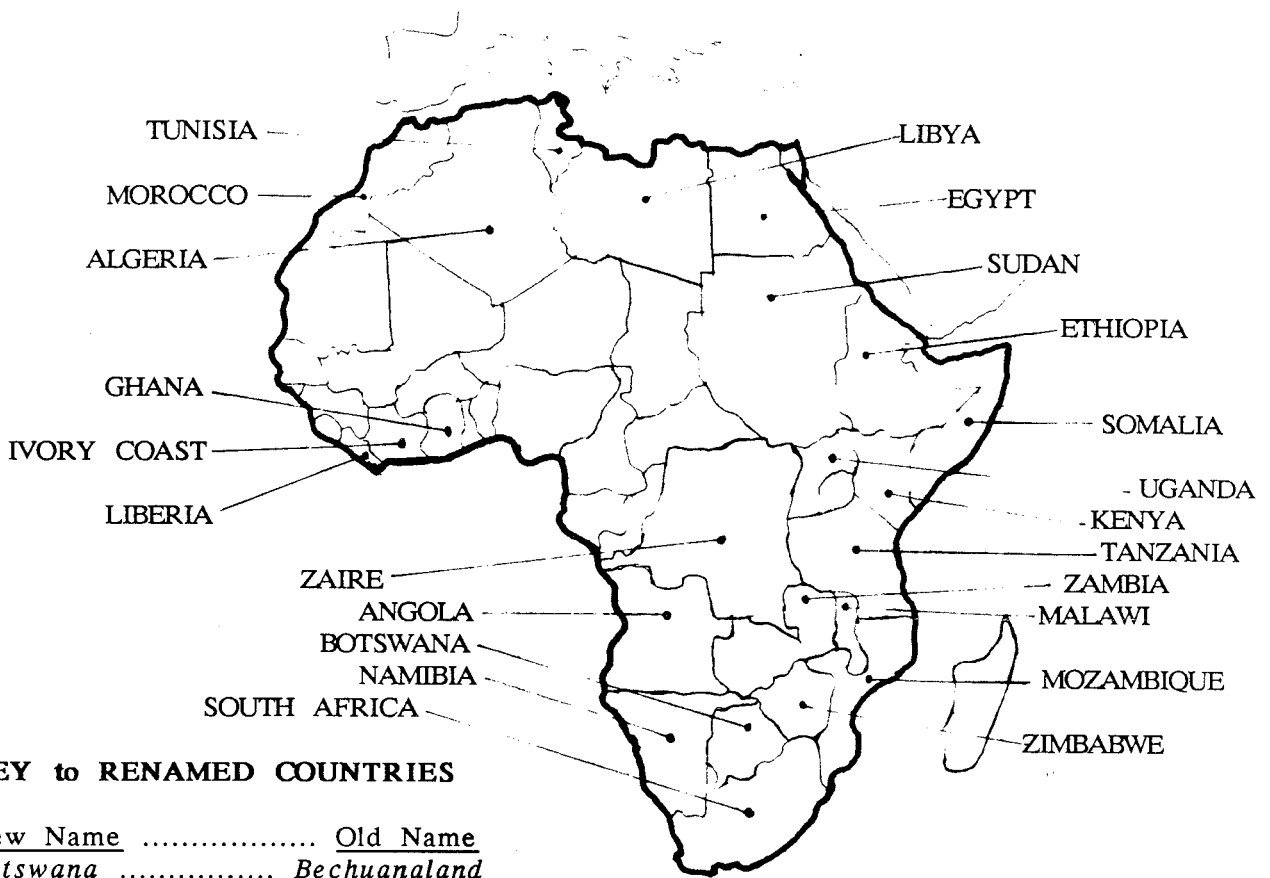 TUNISIA
LIBYA
MOROCCO
EGYPT
ALGERIA
SUDAN
ETHIOPIA
GHANA
SOMALIA
IVORY COAST
UGANDA
LIBERIA
KENYA
TANZANIA
ZAIRE
ZAMBIA
ANGOLA
MALAWI
BOTSWANA
NAMIBIA
MOZAMBIQUE
SOUTH AFRICA
ZIMBABWE
EY to RENAMED COUNTRIES
ew Name .................. Old Name
tswana ................ Bechuanaland